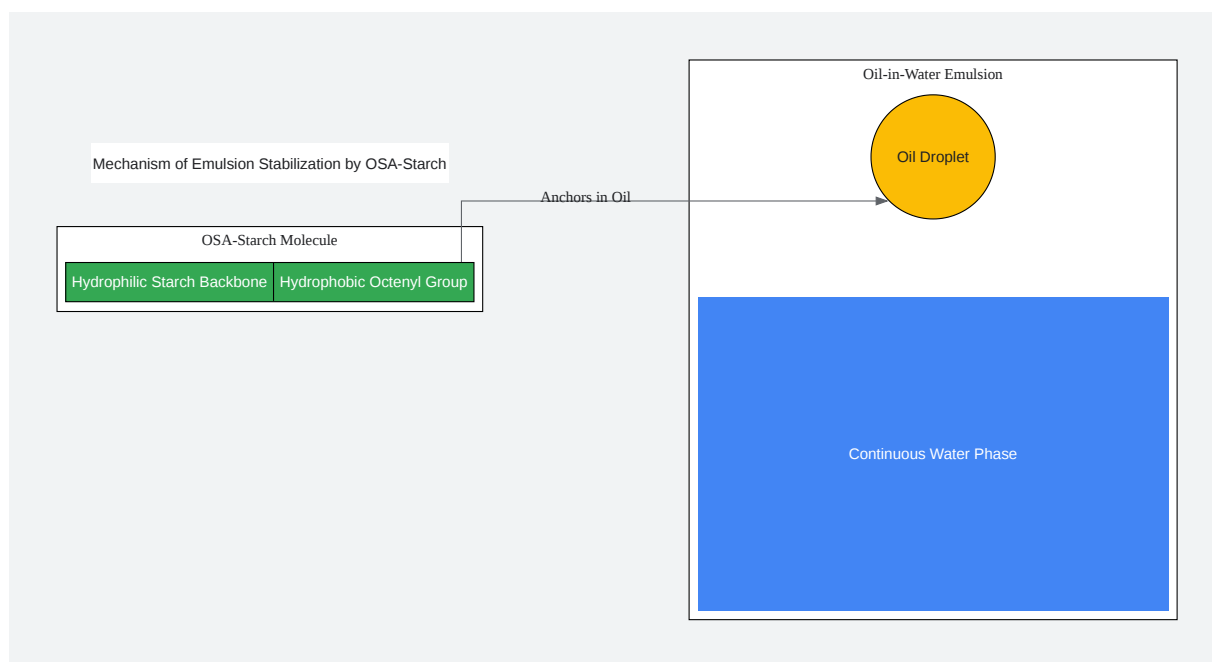 Mechanism of Emulsion Stabilization by OSA-Starch
OSA-Starch Molecule
Hydrophilic Starch Backbone
Hydrophobic Octenyl Group
Anchors in Oil
Oil-in-Water Emulsion
Oil Droplet
Continuous Water Phase